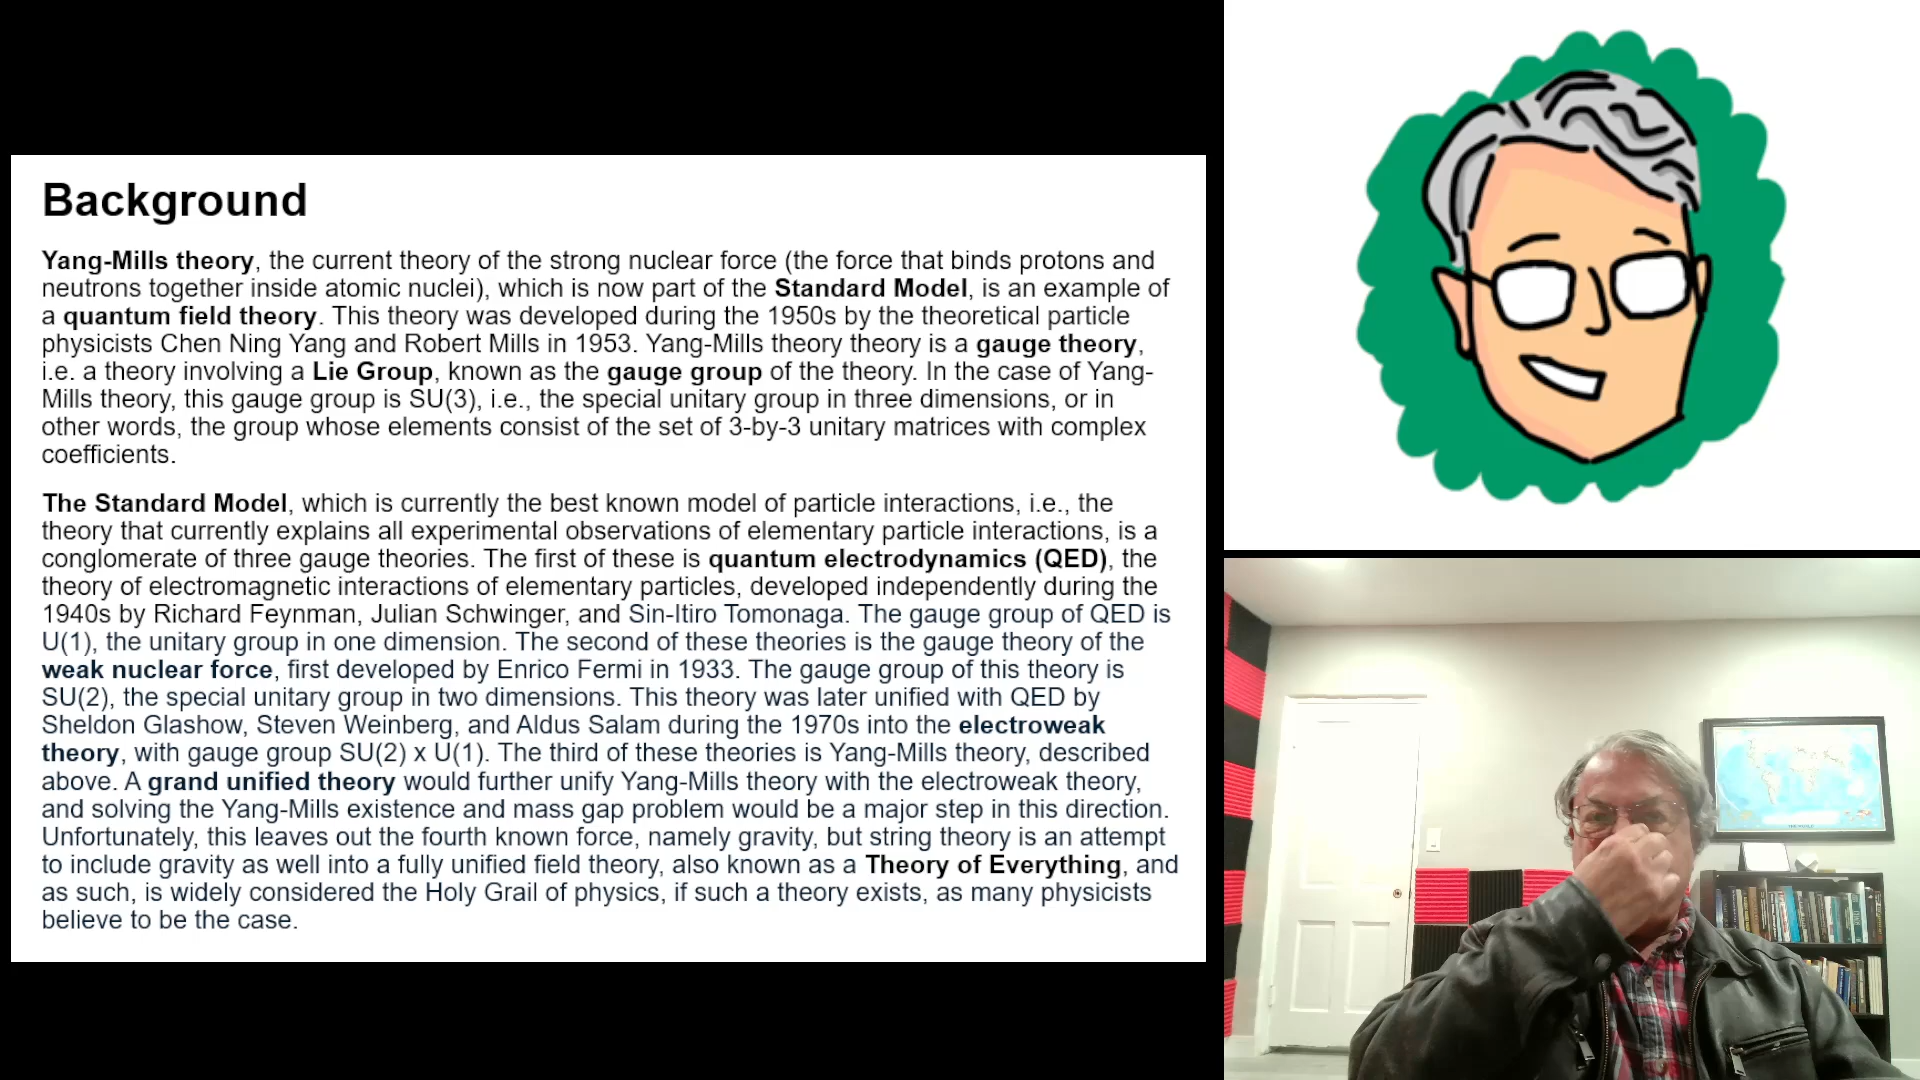 Background
Yang-Mills theory, the current theory of the strong nuclear force (the force that binds protons and
neutrons together inside atomic nuclei), which is now part of the Standard Model, is an example of
a quantum field theory. This theory was developed during the 1950s by the theoretical particle
physicists Chen Ning Yang and Robert Mills in 1953. Yang-Mills theory theory is a gauge theory,
i.e. a theory involving a Lie Group, known as the gauge group of the theory. In the case of Yang-
Mills theory, this gauge group is SU(3), i.e., the special unitary group in three dimensions, or in
other words, the group whose elements consist of the set of 3-by-3 unitary matrices with complex
coefficients.
The Standard Model, which is currently the best known model of particle interactions, i.e., the
theory that currently explains all experimental observations of elementary particle interactions, is a
conglomerate of three gauge theories. The first of these is quantum electrodynamics (QED), the
theory of electromagnetic interactions of elementary particles, developed independently during the
1940s by Richard Feynman, Julian Schwinger, and Sin-Itiro Tomonaga. The gauge group of QED is
U(1), the unitary group in one dimension. The second of these theories is the gauge theory of the
weak nuclear force, first developed by Enrico Fermi in 1933. The gauge group of this theory is
SU(2), the special unitary group in two dimensions. This theory was later unified with QED by
Sheldon Glashow, Steven Weinberg, and Aldus Salam during the 1970s into the electroweak
theory, with gauge group SU(2) x U(1). The third of these theories is Yang-Mills theory, described
above. A grand unified theory would further unify Yang-Mills theory with the electroweak theory,
and solving the Yang-Mills existence and mass gap problem would be a major step in this direction.
Unfortunately, this leaves out the fourth known force, namely gravity, but string theory is an attempt
to include gravity as well into a fully unified field theory, also known as a Theory of Everything, and
as such, is widely considered the Holy Grail of physics, if such a theory exists, as many physicists
believe to be the case.